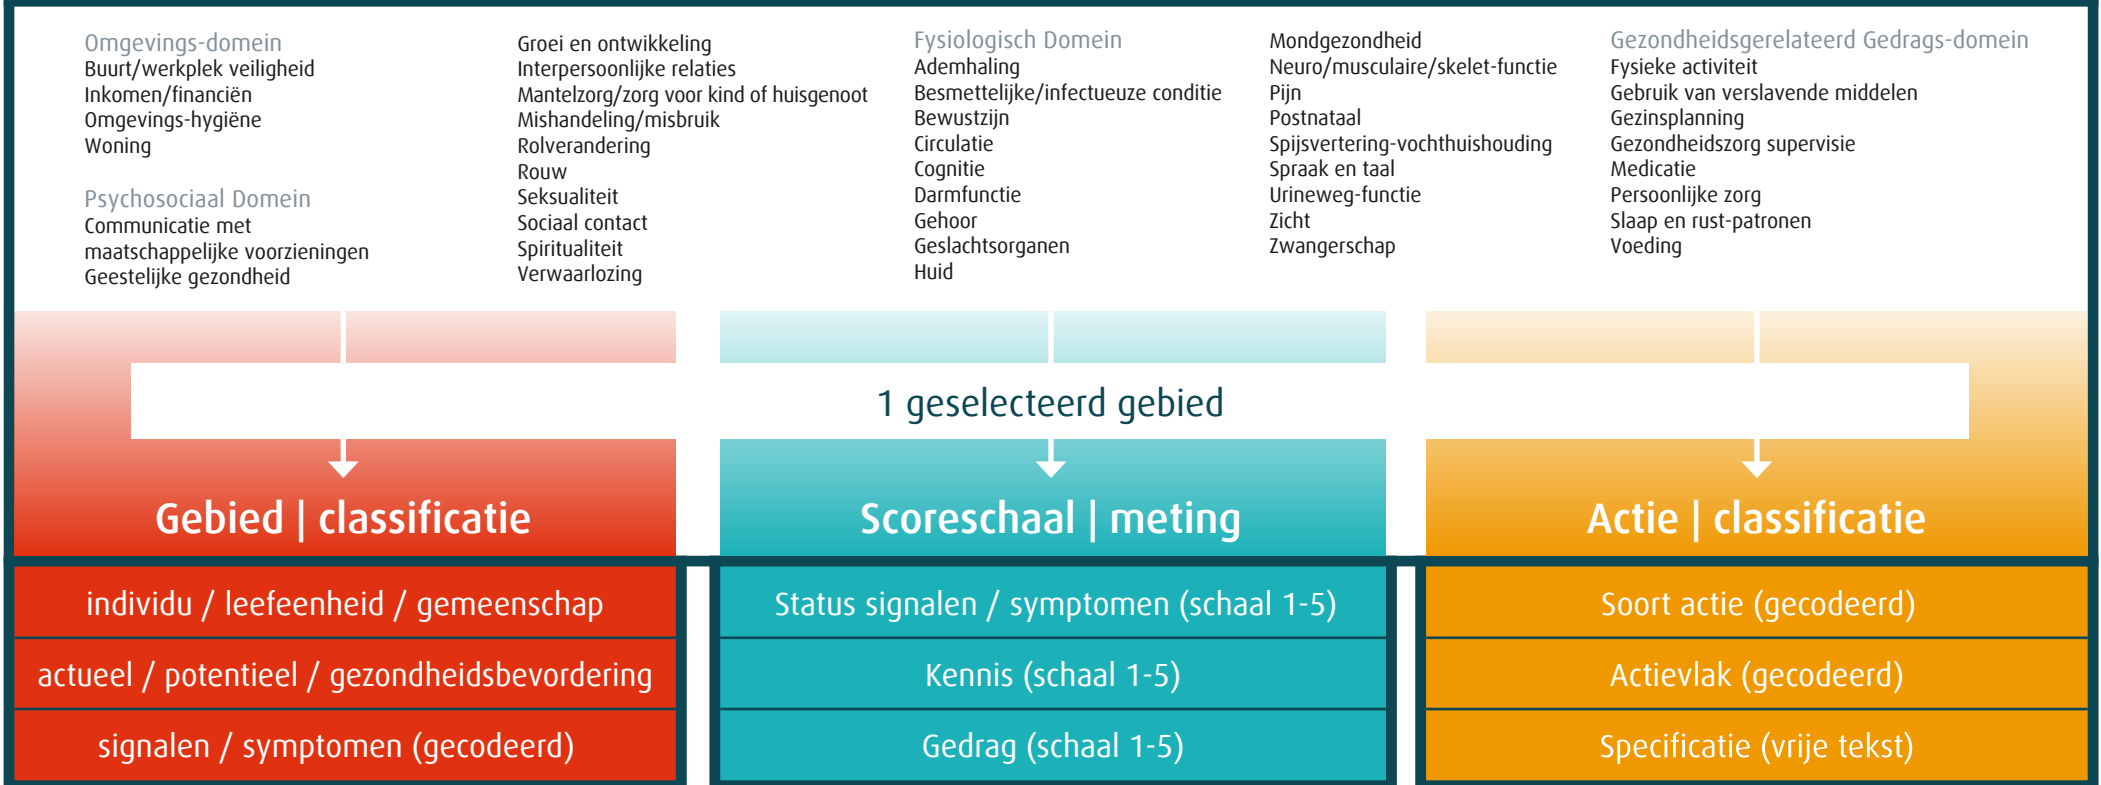 Omgevings-domein
Buurt/werkplek veiligheid
Inkomen/financiën
Omgevings-hygiëne
Woning
Psychosociaal Domein
Communicatie met
maatschappelijke voorzieningen
Geestelijke gezondheid
Groei en ontwikkeling
Interpersoonlijke relaties
Mantelzorg/zorg voor kind of huisgenoot
Mishandeling/misbruik
Rolverandering
Rouw
Seksualiteit
Sociaal contact
Spiritualiteit
Verwaarlozing
Fysiologisch Domein
Ademhaling
Besmettelijke/infectueuze conditie
Bewustzijn
Circulatie
Cognitie
Darmfunctie
Gehoor
Geslachtsorganen
Huid
Mondgezondheid
Neuro/musculaire/skelet-functie
Pijn
Postnataal
Spijsvertering-vochthuishouding
Spraak en taal
Urineweg-functie
Zicht
Zwangerschap
Gezondheidsgerelateerd Gedrags-domein
Fysieke activiteit
Gebruik van verslavende middelen
Gezinsplanning
Gezondheidszorg supervisie
Medicatie
Persoonlijke zorg
Slaap en rust-patronen
Voeding
1 geselecteerd gebied
Gebied | classificatie
individu / leefeenheid / gemeenschap
actueel / potentieel / gezondheidsbevordering
signalen / symptomen (gecodeerd)
Scoreschaal | meting
Status signalen / symptomen (schaal 1-5)
Kennis (schaal 1-5)
Gedrag (schaal 1-5)
Actie | classificatie
Soort actie (gecodeerd)
Actievlak (gecodeerd)
Specificatie (vrije tekst)